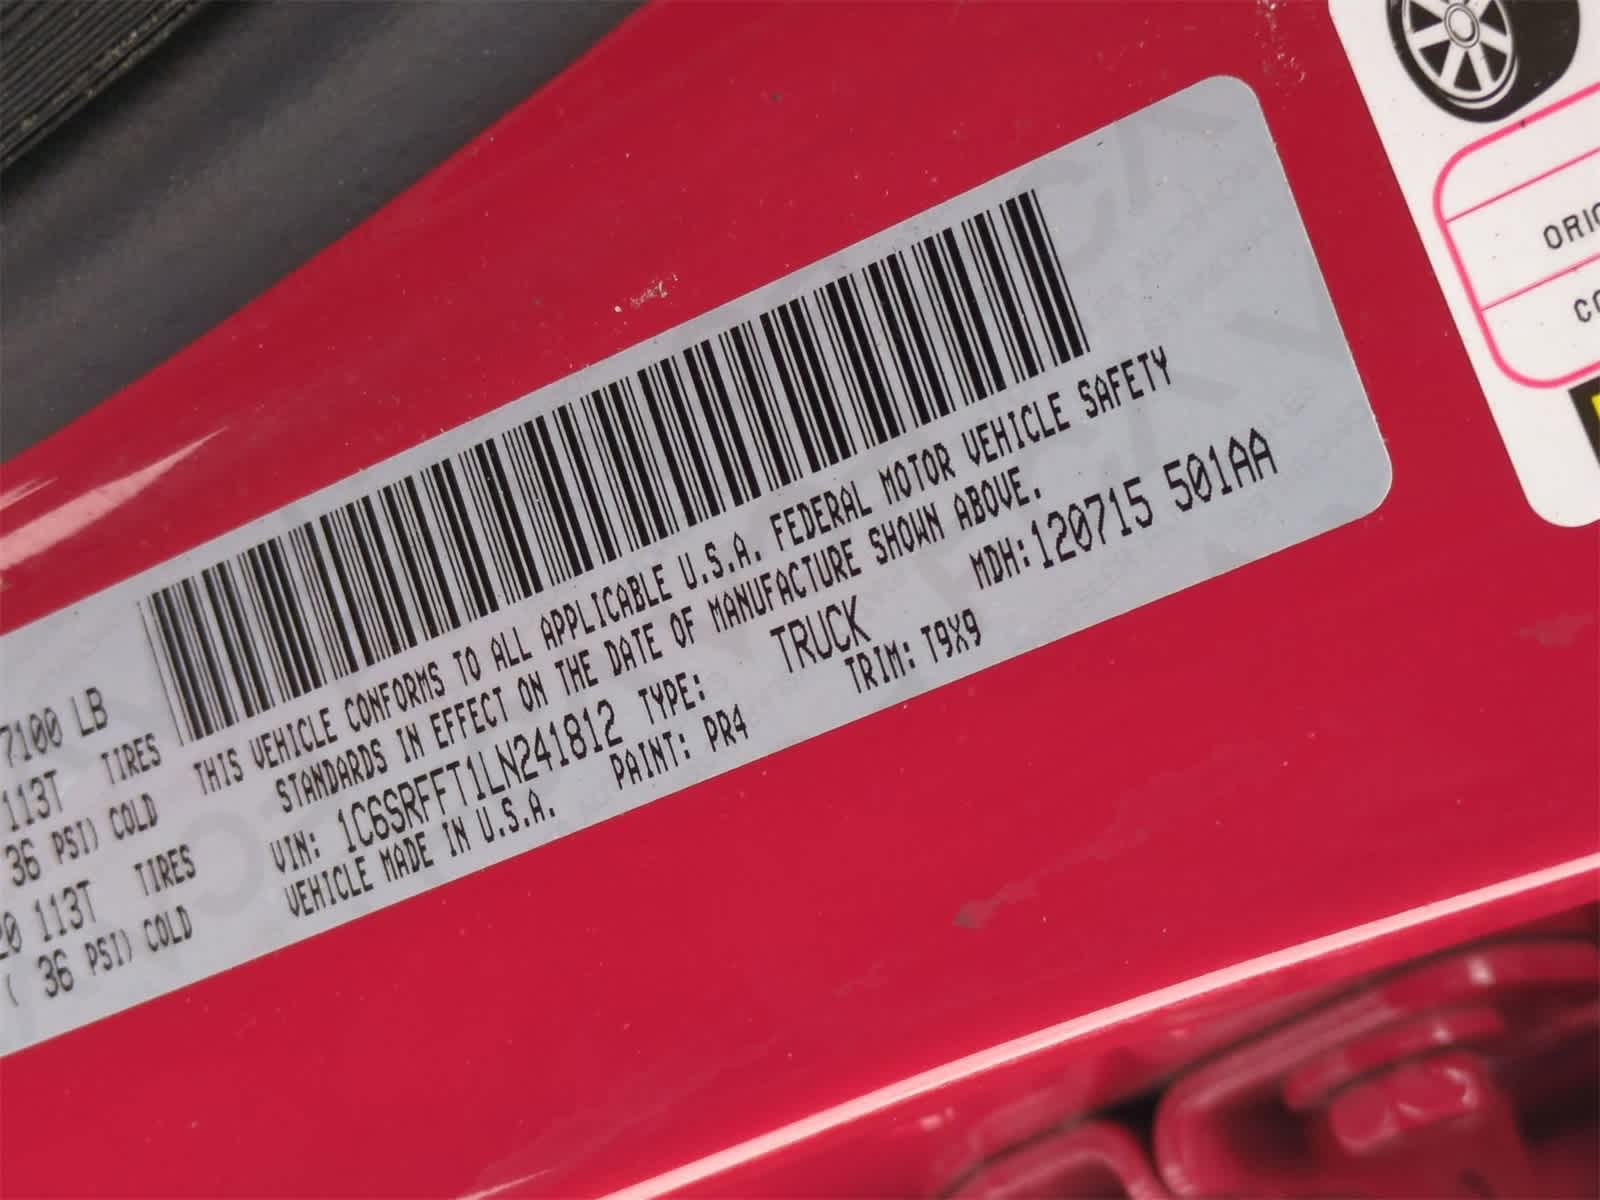 7100 LB
113T TIRES
36 PSI) COLD
20 113T TIRES
( 36 PSI) COLD
THIS VEHICLE CONFORMS TO ALL APPLICABLE U.S.A. FEDERAL MOTOR VEHICLE SAFETY
STANDARDS IN EFFECT ON THE DATE OF MANUFACTURE SHOWN ABOVE.
MDH:120715 501AA
VIN: 1C6SRFFT1LN241812 TYPE: TRUCK
VEHICLE MADE IN U.S.A. PAINT: PR4 TRIM: T9X9